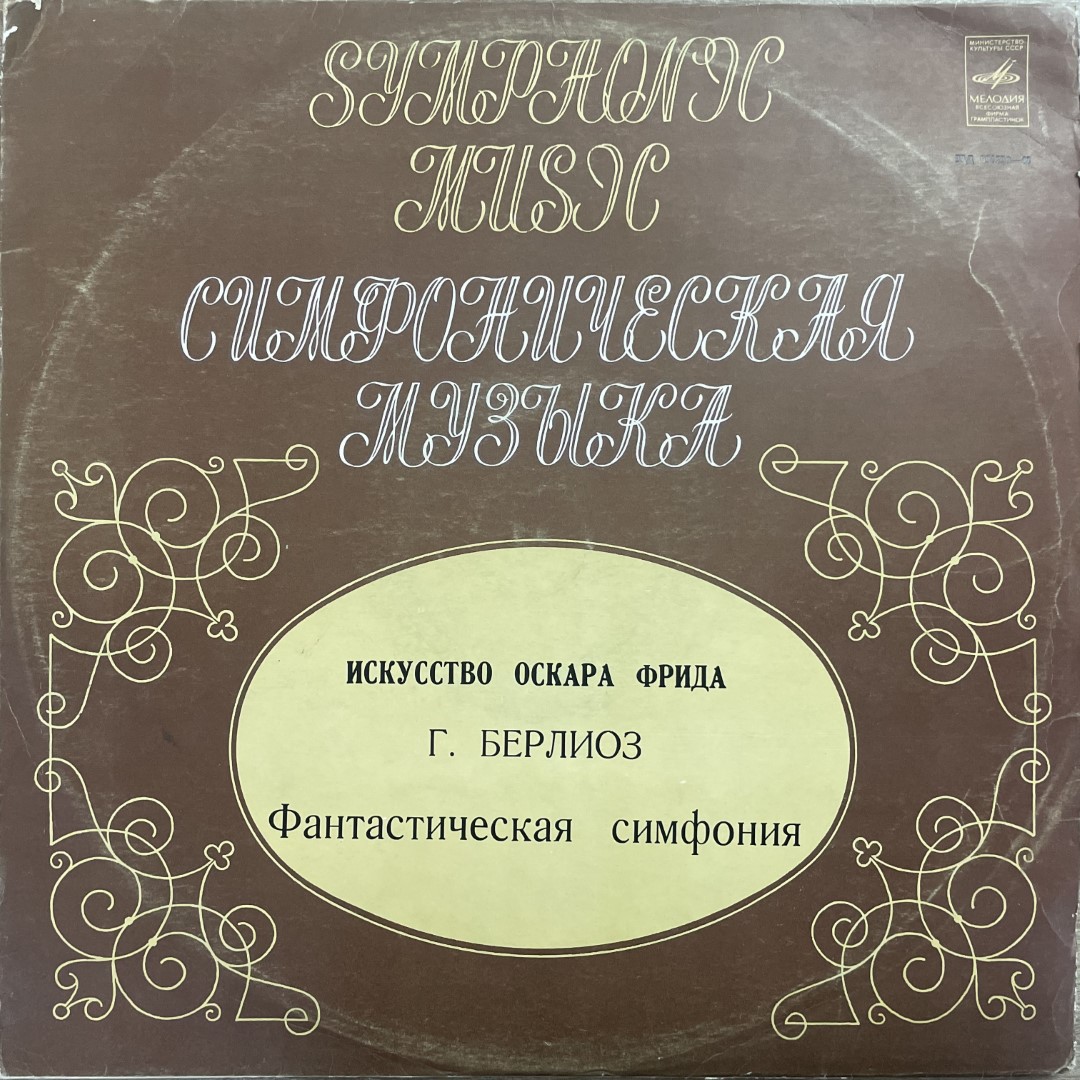 SYMPHONIC
MUSIC
МИНИСТЕРСТВО
КУЛЬТУРЫ СССР
МЕЛОДИЯ
ВСЕСОЮЗНАЯ
ФИРМА
ГРАМПЛАСТИНОК
СИМФОНИЧЕСКАЯ
МУЗЫКА
ИСКУССТВО ОСКАРА ФРИДА
Г. БЕРЛИОЗ
Фантастическая симфония